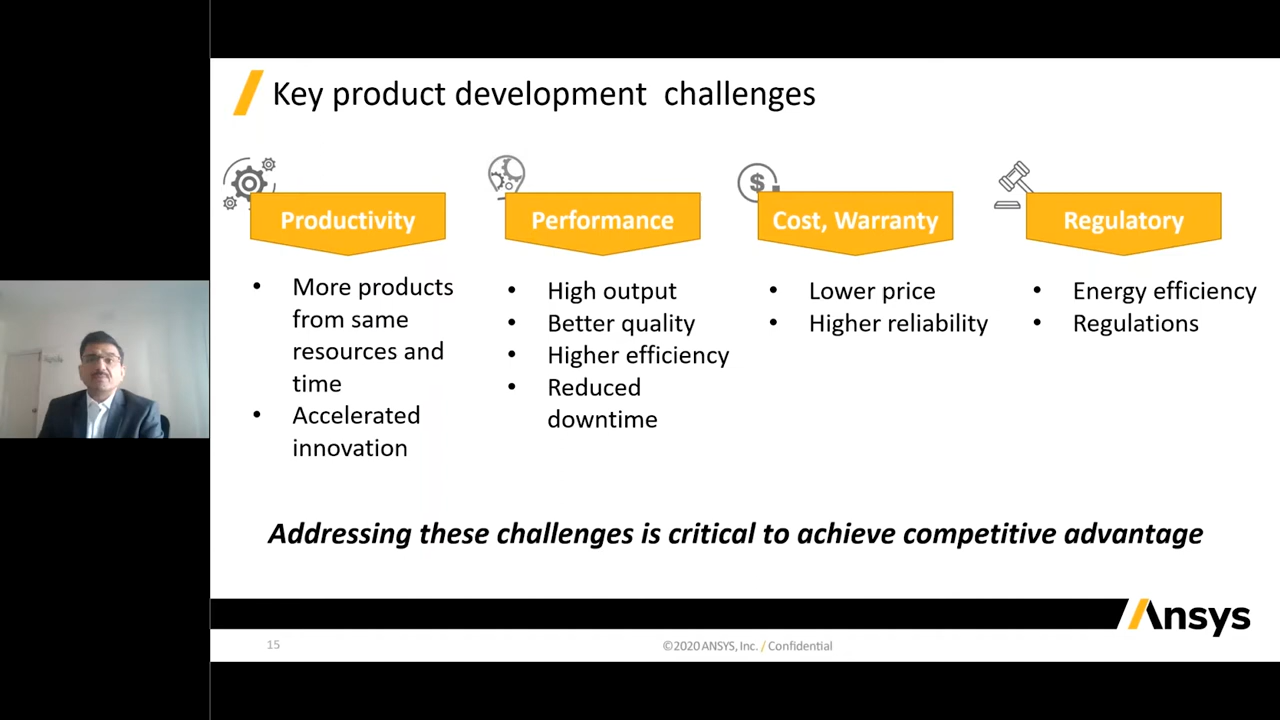 Key product development challenges
Productivity
Performance
Cost, Warranty
Regulatory
• More products
from same
resources and
time
• Accelerated
innovation
• High output
• Better quality
• Higher efficiency
• Reduced
downtime
• Lower price
• Higher reliability
• Energy efficiency
• Regulations
Addressing these challenges is critical to achieve competitive advantage
Ansys
15
©2020 ANSYS, Inc. / Confidential